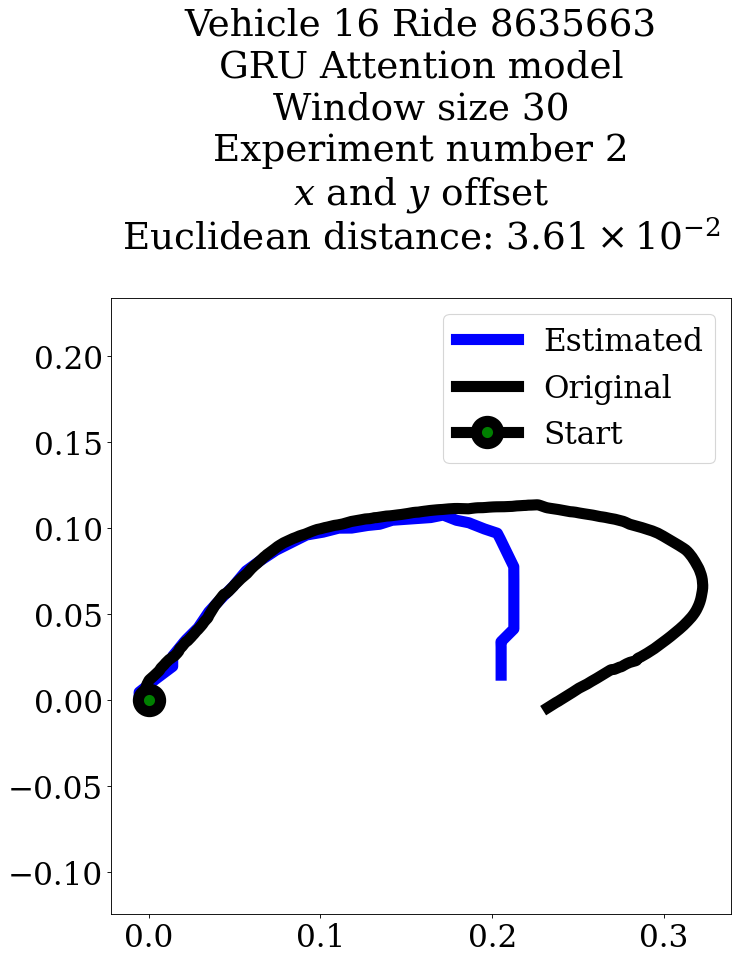 Vehicle 16 Ride 8635663
GRU Attention model
Window size 30
Experiment number 2
x and y offset
Euclidean distance: 3.61 × 10⁻²
Estimated
Original
Start
0.20
0.15
0.10
0.05
0.00
−0.05
−0.10
0.0 0.1 0.2 0.3